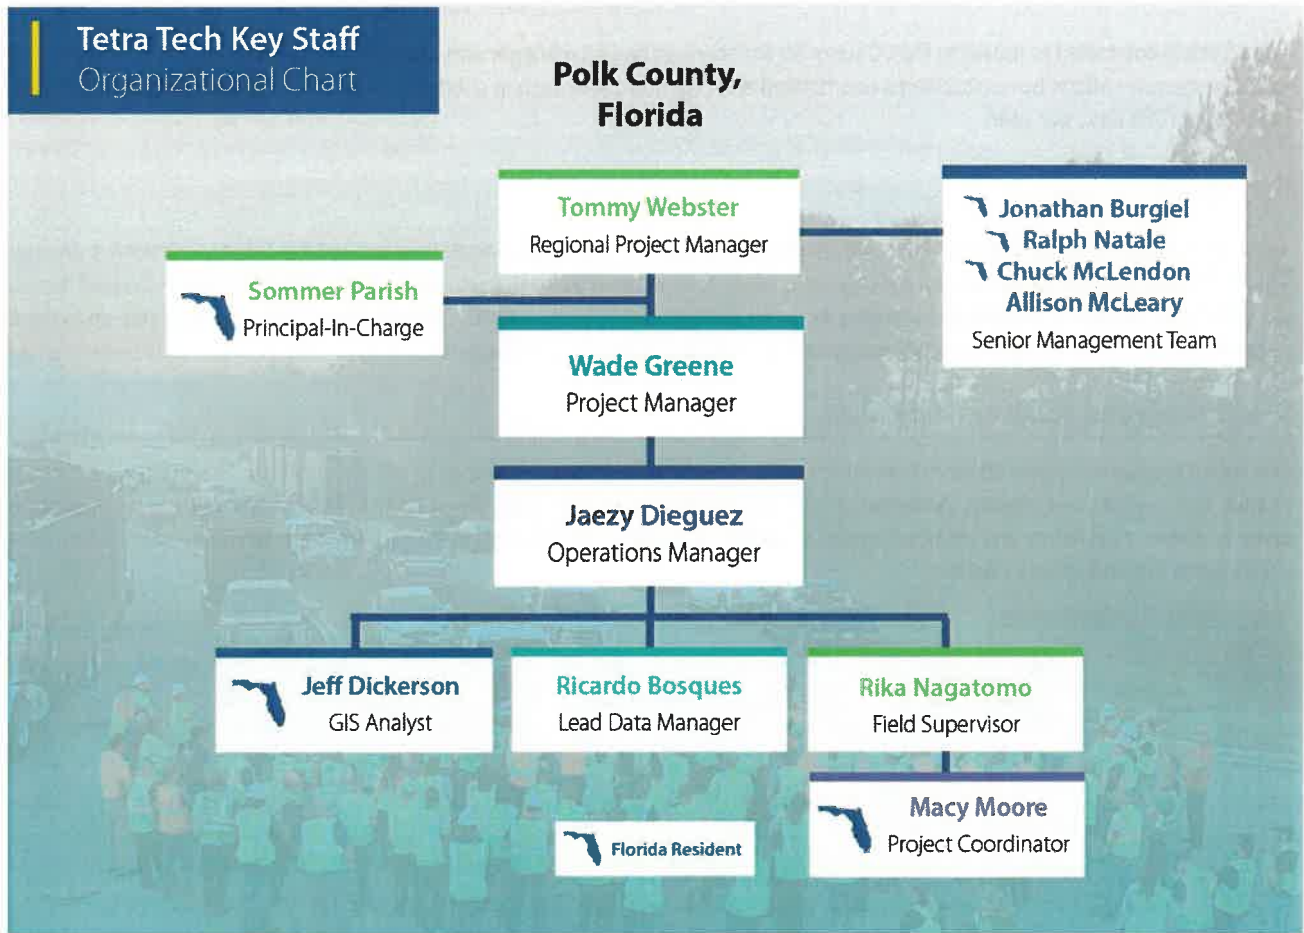 Tetra Tech Key Staff
Organizational Chart
Polk County,
Florida
Tommy Webster
Regional Project Manager
Jonathan Burgiel
Ralph Natale
Chuck McLendon
Allison McLeary
Senior Management Team
Sommer Parish
Principal-In-Charge
Wade Greene
Project Manager
Jaezy Dieguez
Operations Manager
Jeff Dickerson
GIS Analyst
Ricardo Bosques
Lead Data Manager
Rika Nagatomo
Field Supervisor
Macy Moore
Project Coordinator
Florida Resident